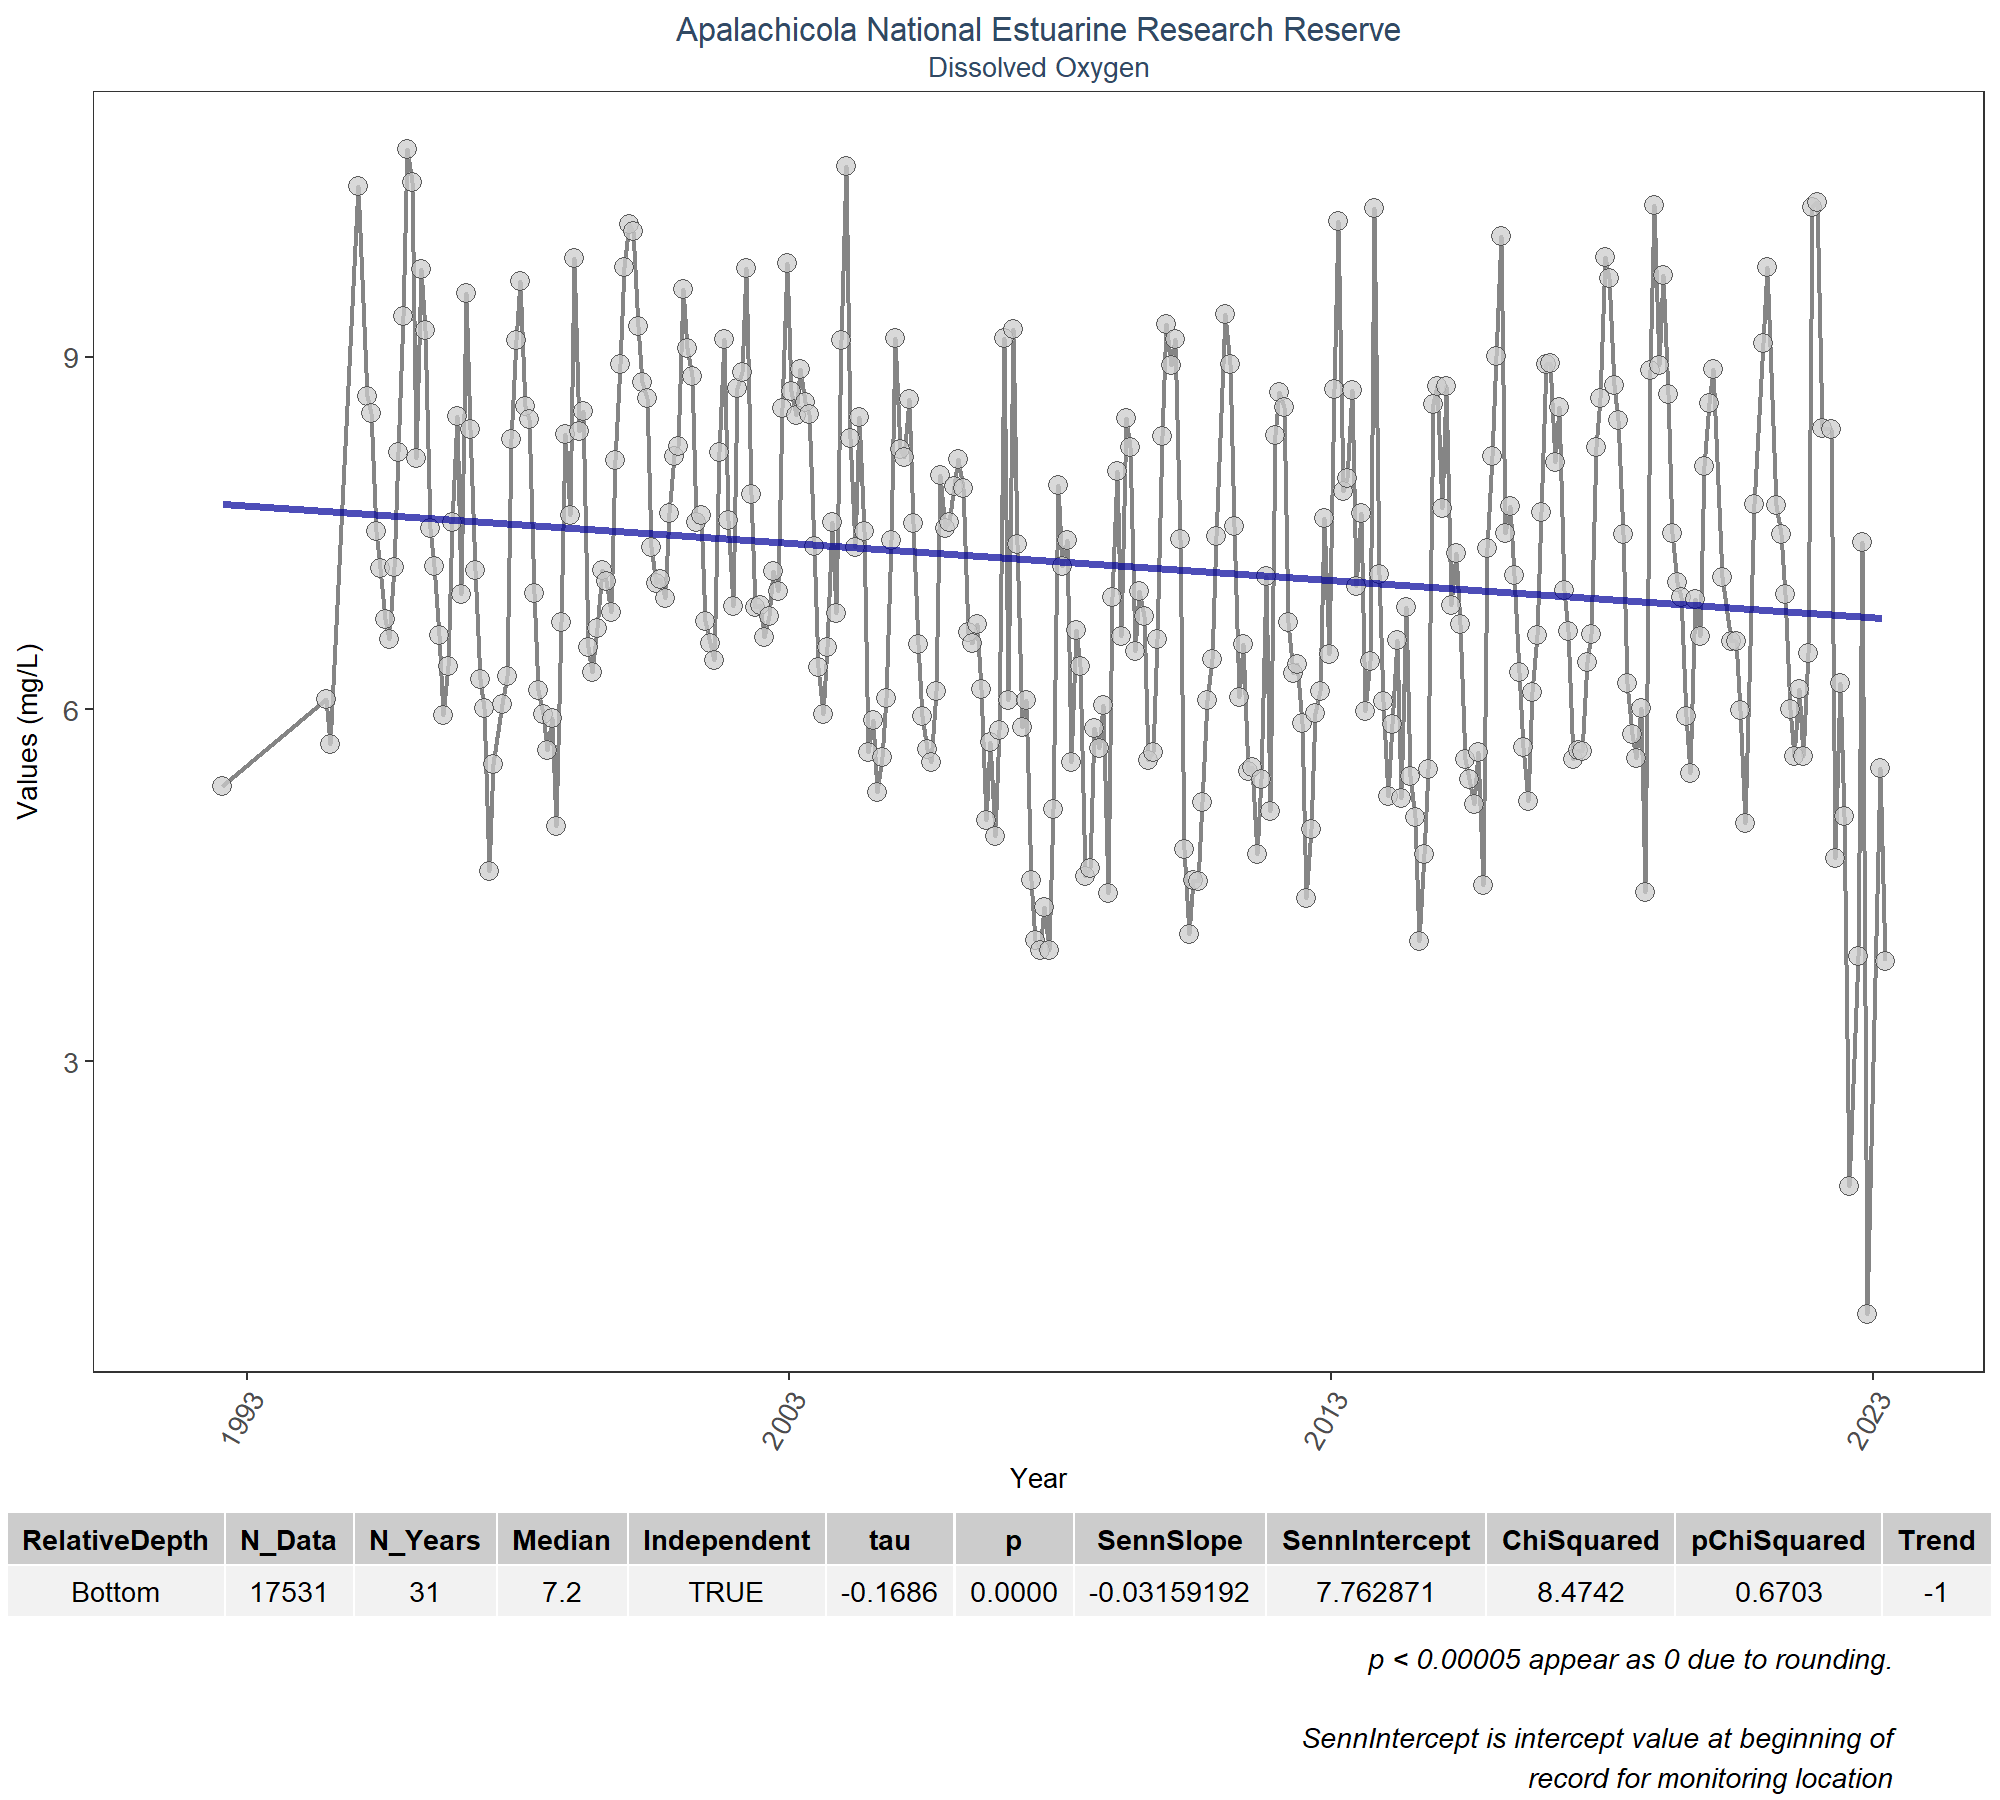 Apalachicola National Estuarine Research Reserve
Dissolved Oxygen
Values (mg/L)
9
6
3
1993
2003
2013
2023
Year
RelativeDepth N_Data N_Years Median Independent tau p SennSlope SennIntercept ChiSquared pChiSquared Trend
Bottom 17531 31 7.2 TRUE -0.1686 0.0000 -0.03159192 7.762871 8.4742 0.6703 -1
p < 0.00005 appear as 0 due to rounding.
SennIntercept is intercept value at beginning of
record for monitoring location